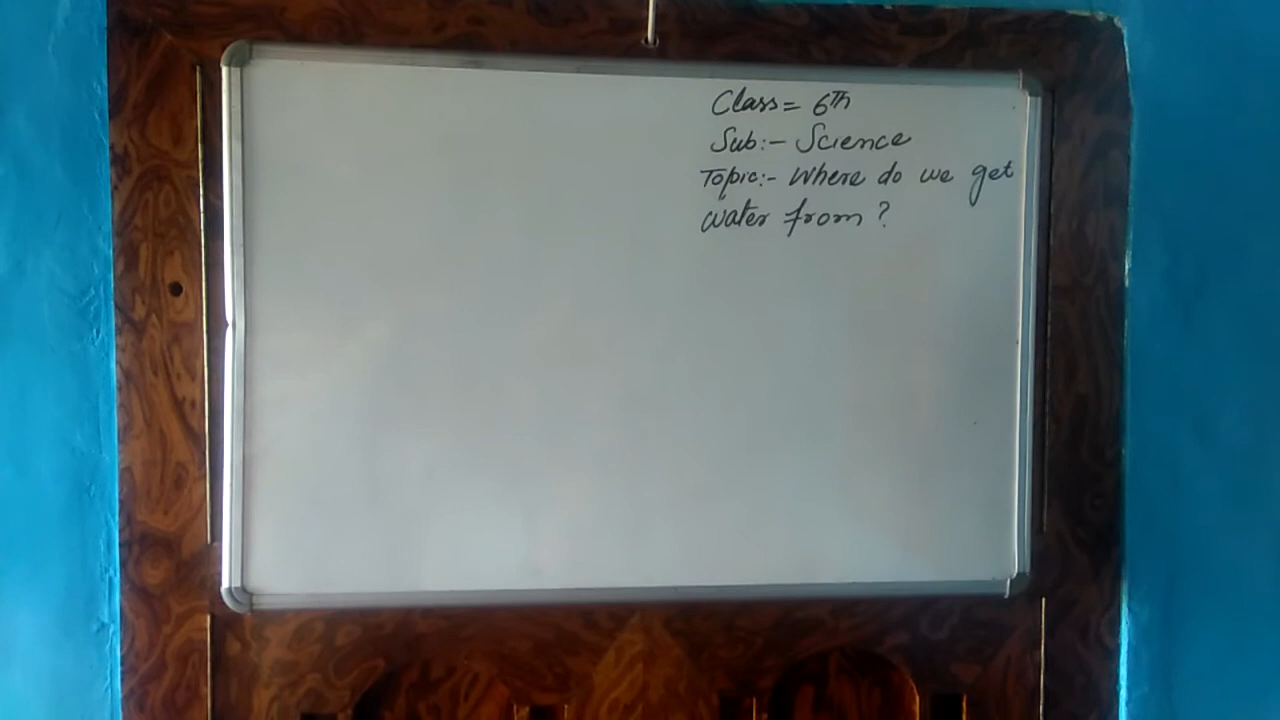 Class= 6Th
Sub:- Science
Topic:- Where do we get
water from ?